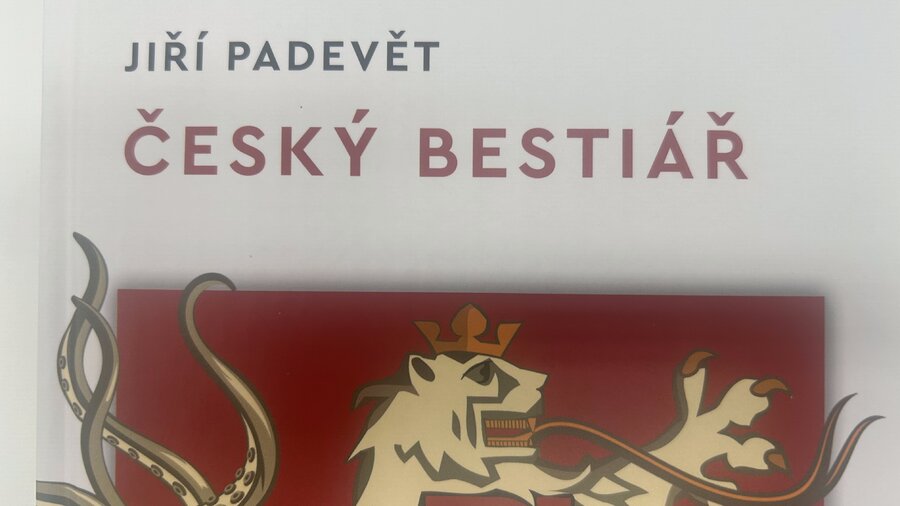 JIŘÍ PADEVĚT
ČESKÝ BESTIÁŘ